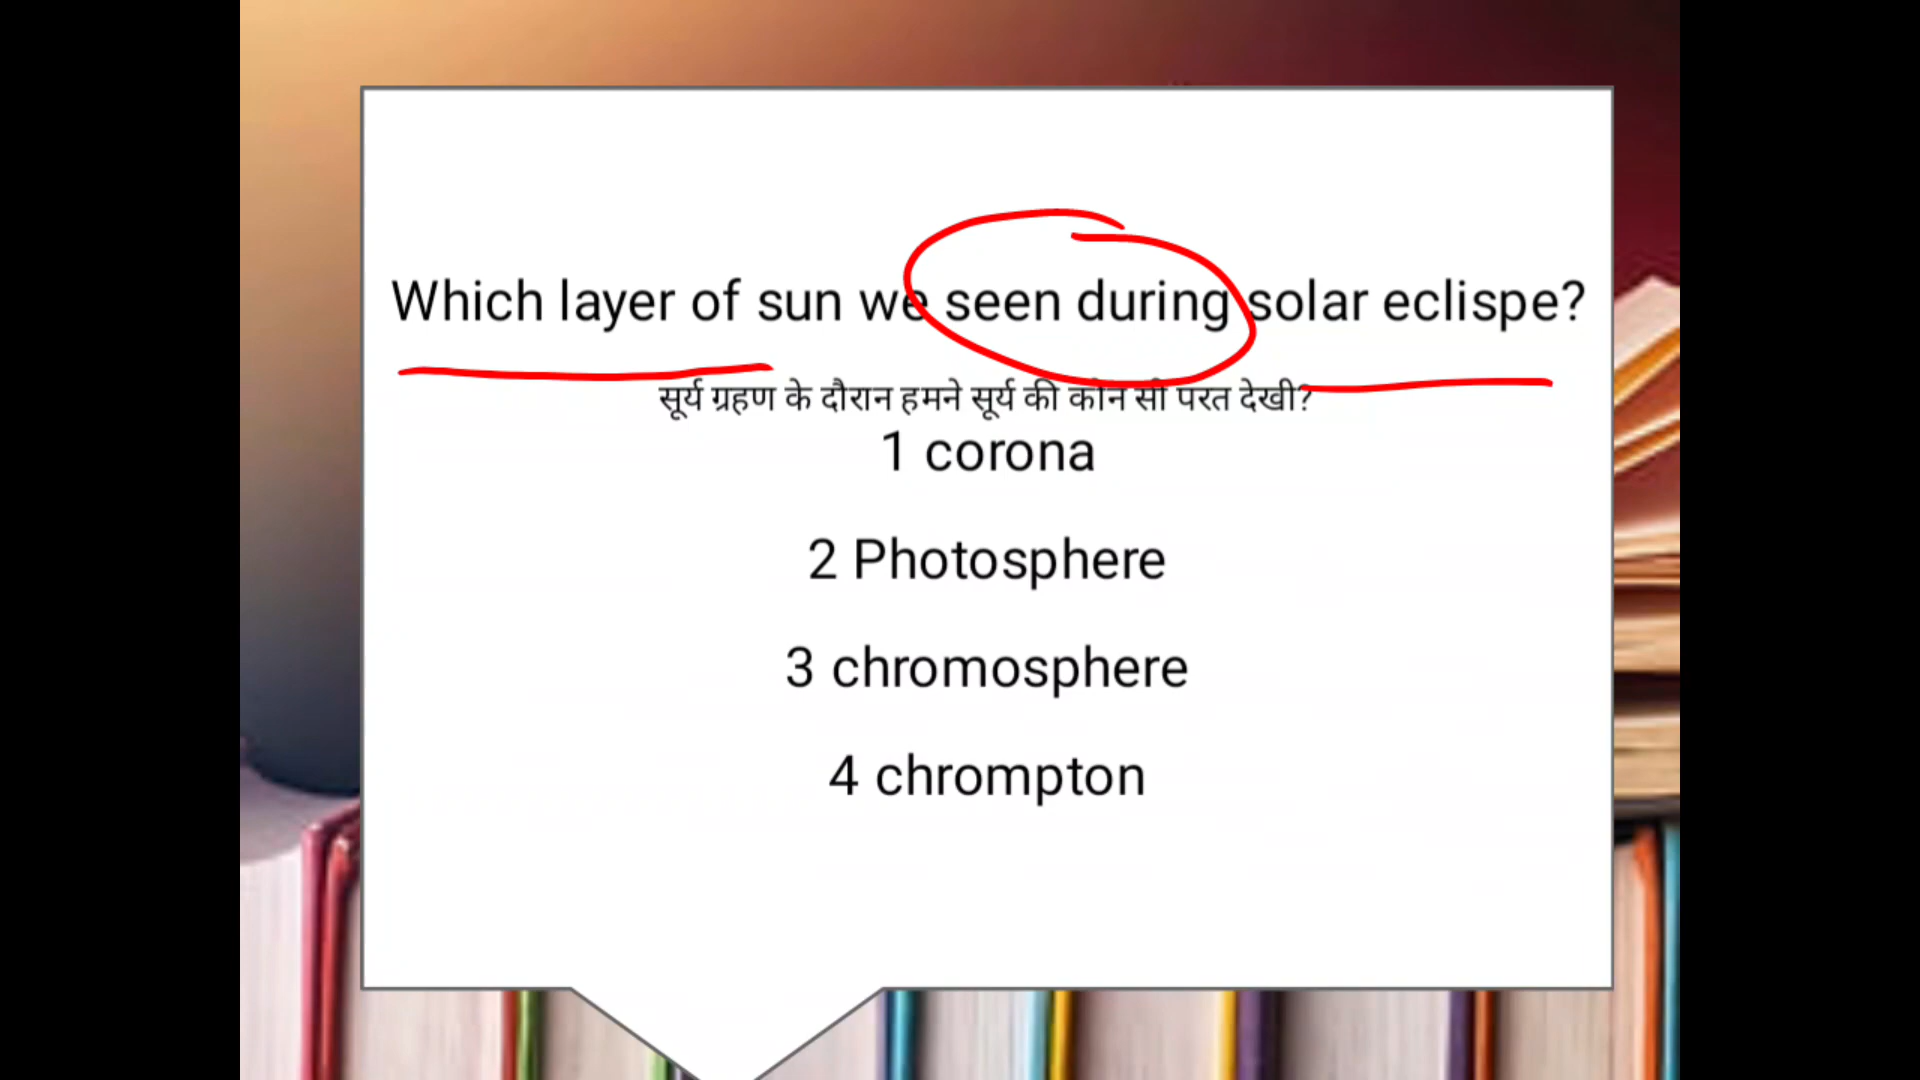 Which layer of sun we seen during solar eclispe?
सूर्य ग्रहण के दौरान हमने सूर्य की कौन सी परत देखी?
1 corona
2 Photosphere
3 chromosphere
4 chrompton